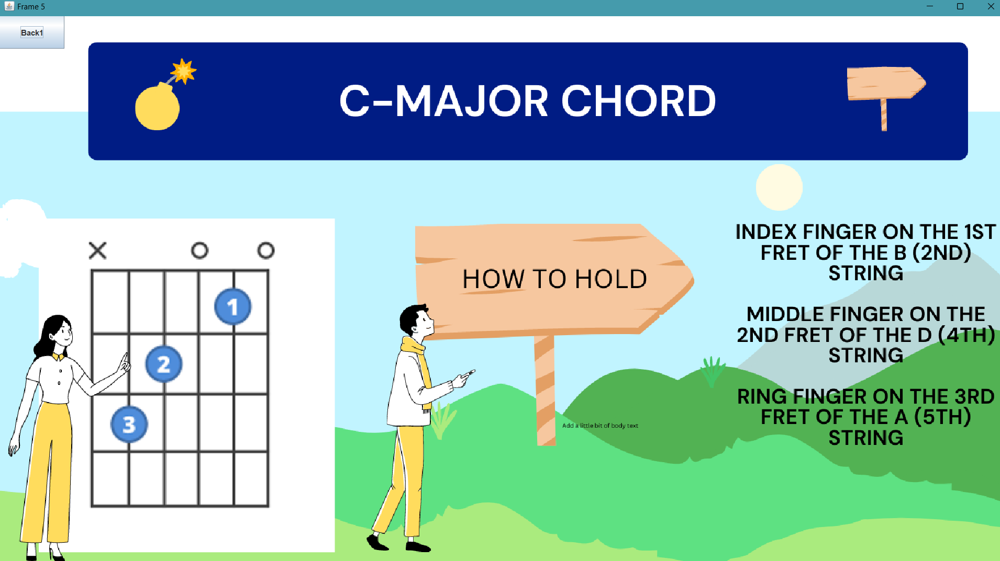 Frame 5
Back1
C-MAJOR CHORD
X O O
1
2
3
HOW TO HOLD
Add a little bit of body text
INDEX FINGER ON THE 1ST
FRET OF THE B (2ND)
STRING
MIDDLE FINGER ON THE
2ND FRET OF THE D (4TH)
STRING
RING FINGER ON THE 3RD
FRET OF THE A (5TH)
STRING